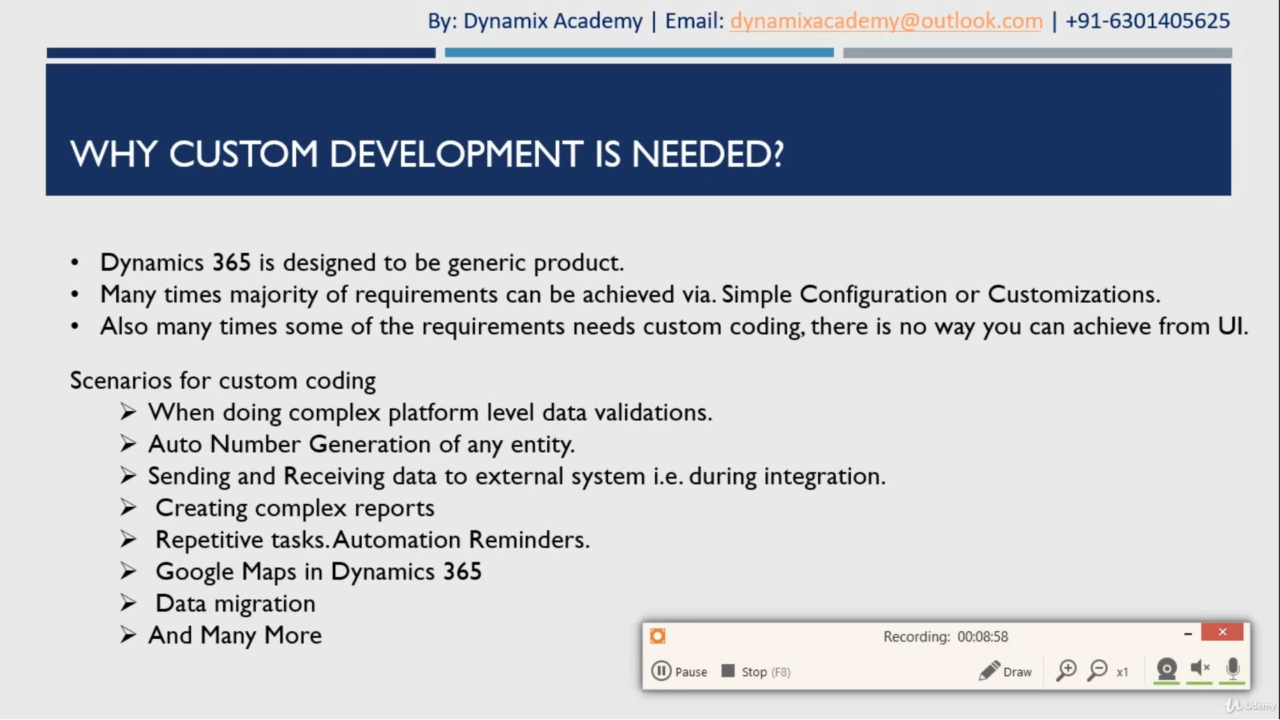 By: Dynamix Academy | Email: dynamixacademy@outlook.com | +91-6301405625
WHY CUSTOM DEVELOPMENT IS NEEDED?
• Dynamics 365 is designed to be generic product.
• Many times majority of requirements can be achieved via. Simple Configuration or Customizations.
• Also many times some of the requirements needs custom coding, there is no way you can achieve from UI.
Scenarios for custom coding
➢ When doing complex platform level data validations.
➢ Auto Number Generation of any entity.
➢ Sending and Receiving data to external system i.e. during integration.
➢ Creating complex reports
➢ Repetitive tasks. Automation Reminders.
➢ Google Maps in Dynamics 365
➢ Data migration
➢ And Many More
Recording: 00:08:58
Pause Stop (F8) Draw x1
Udemy